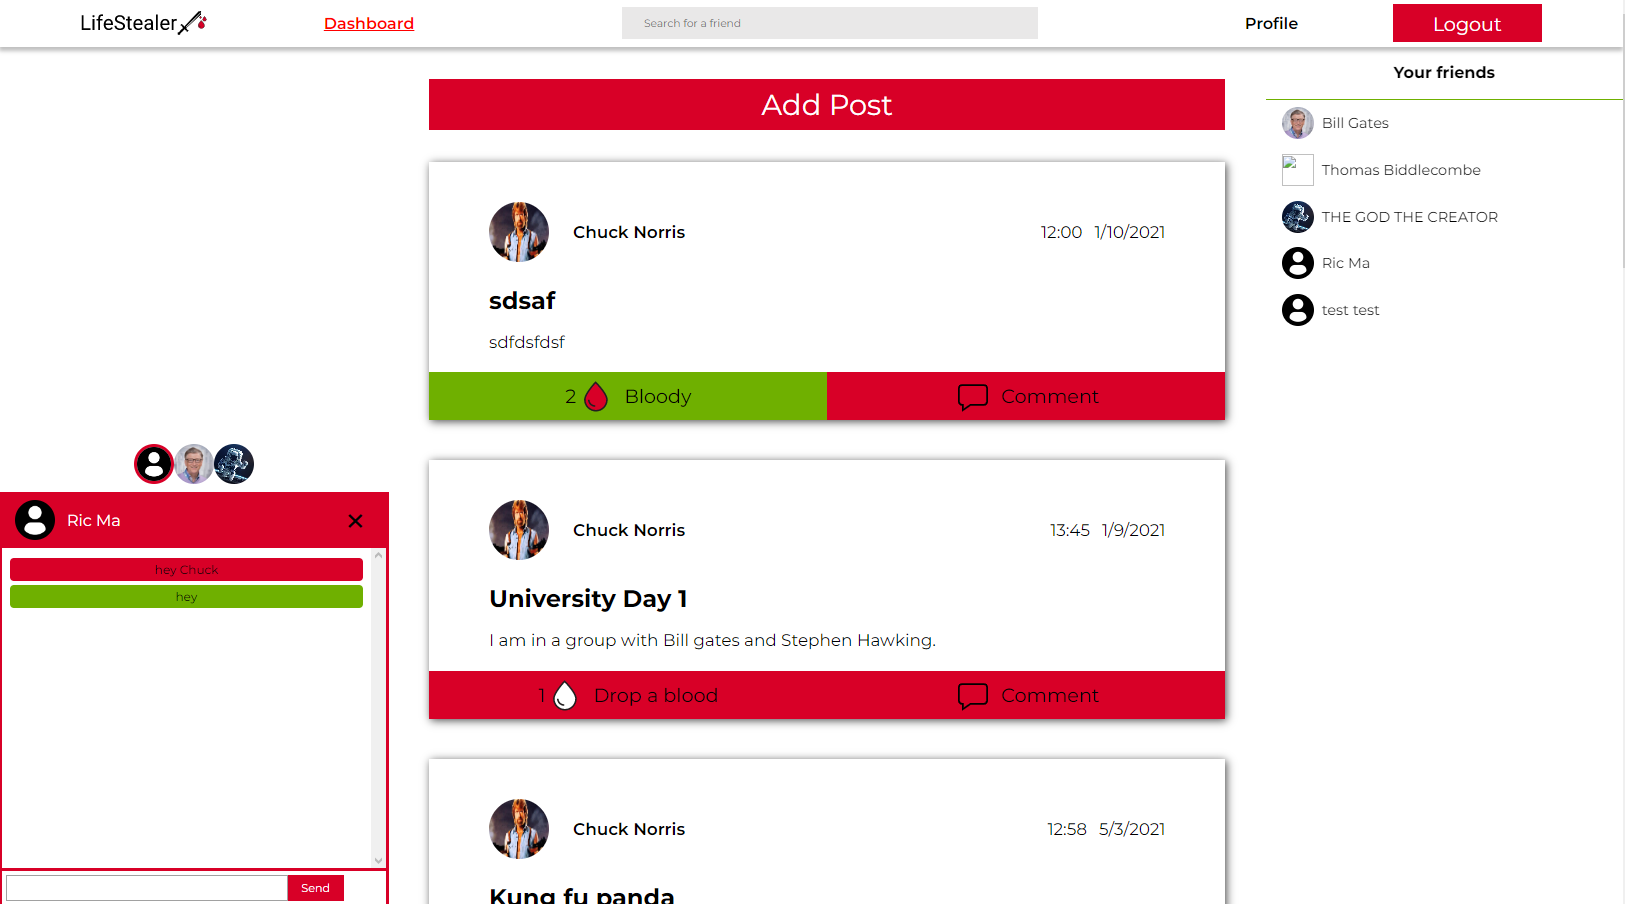 LifeStealer
Dashboard
Search for a friend
Profile
Logout
Your friends
Add Post
Bill Gates
Thomas Biddlecombe
THE GOD THE CREATOR
Ric Ma
test test
Chuck Norris
12:00 1/10/2021
sdsaf
sdfdsfdsf
2 Bloody
Comment
Chuck Norris
13:45 1/9/2021
University Day 1
I am in a group with Bill gates and Stephen Hawking.
1 Drop a blood
Comment
Chuck Norris
12:58 5/3/2021
Kung fu panda
Ric Ma
hey Chuck
hey
Send